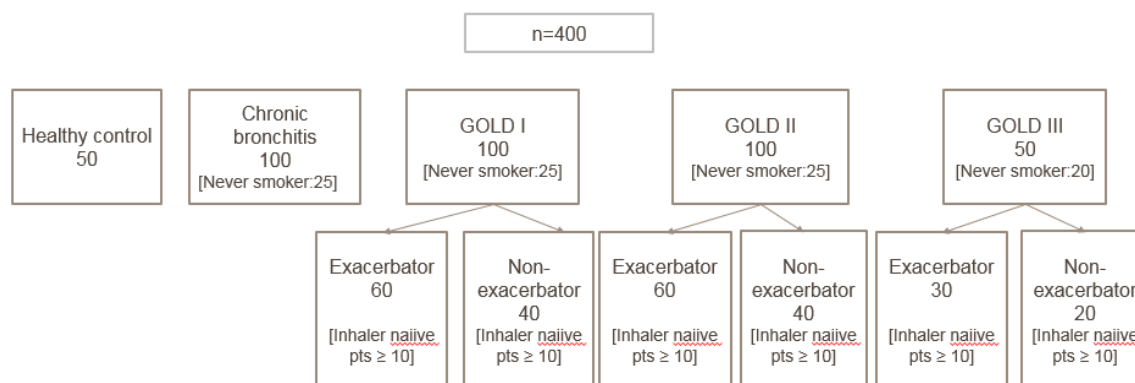 n=400
Healthy control
50
Chronic
bronchitis
100
[Never smoker:25]
GOLD I
100
[Never smoker:25]
GOLD II
100
[Never smoker:25]
GOLD III
50
[Never smoker:20]
Exacerbator
60
[Inhaler naiive
pts ≥ 10]
Non-
exacerbator
40
[Inhaler naiive
pts ≥ 10]
Exacerbator
60
[Inhaler naiive
pts ≥ 10]
Non-
exacerbator
40
[Inhaler naiive
pts ≥ 10]
Exacerbator
30
[Inhaler naiive
pts ≥ 10]
Non-
exacerbator
20
[Inhaler naiive
pts ≥ 10]